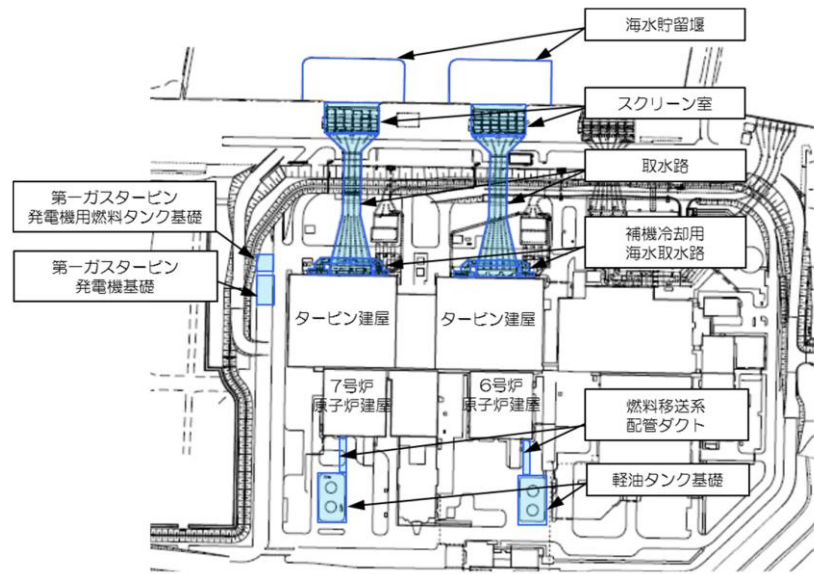 海水貯留堰
スクリーン室
取水路
第一ガスタービン
発電機用燃料タンク基礎
補機冷却用
海水取水路
第一ガスタービン
発電機基礎
タービン建屋
タービン建屋
7号炉
原子炉建屋
6号炉
原子炉建屋
燃料移送系
配管ダクト
軽油タンク基礎